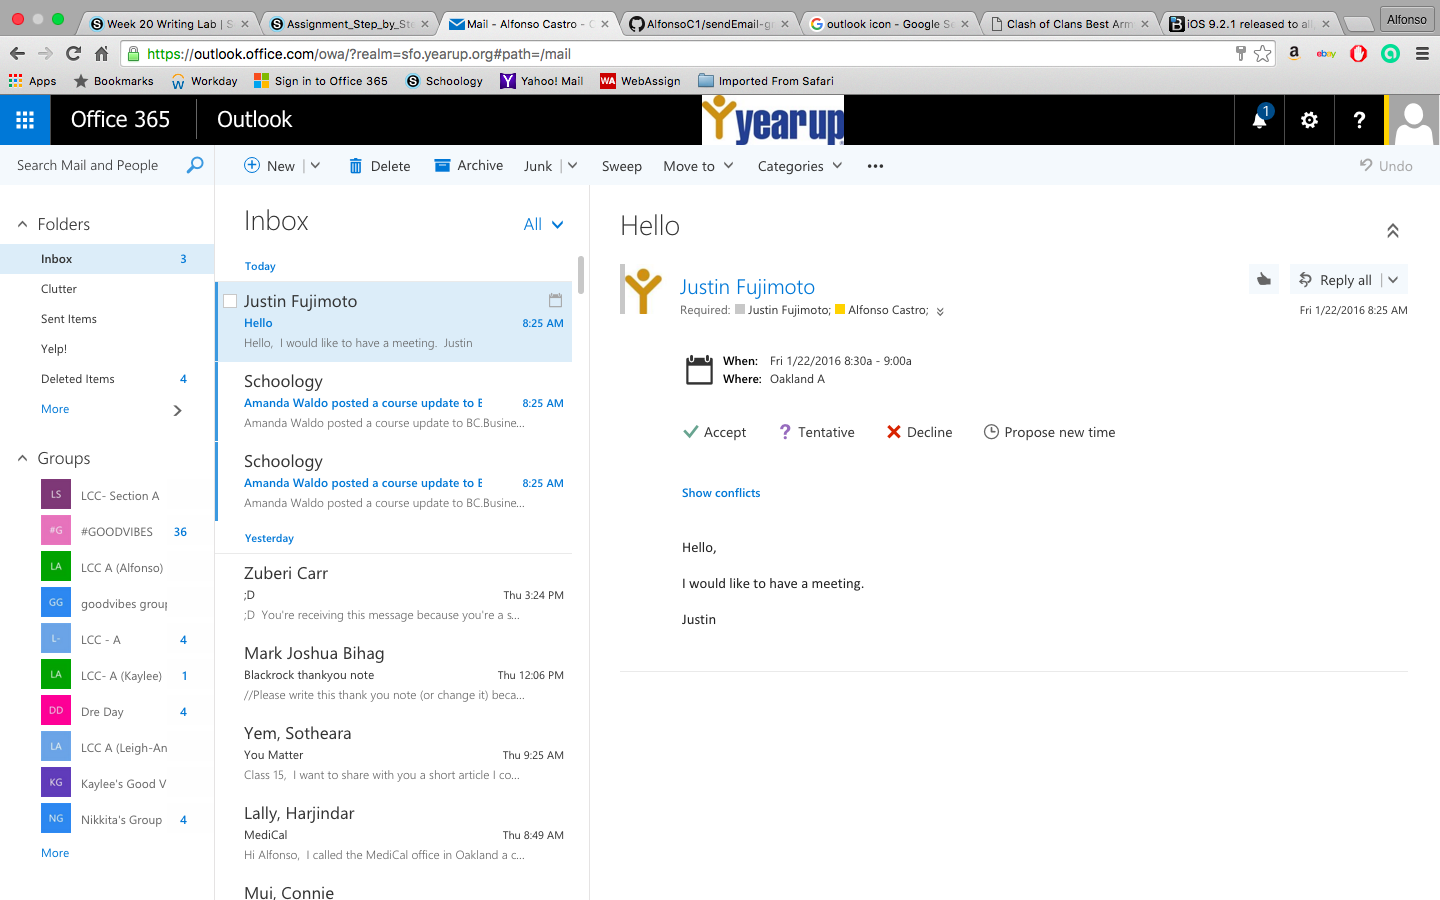 Week 20 Writing Lab | S
Assignment_Step_by_Ste
Mail - Alfonso Castro - O
AlfonsoC1/sendEmail-g
outlook icon - Google Se
Clash of Clans Best Arm
iOS 9.2.1 released to al
Alfonso
https://outlook.office.com/owa/?realm=sfo.yearup.org#path=/mail
Apps
Bookmarks
Workday
Sign in to Office 365
Schoology
Yahoo! Mail
WebAssign
Imported From Safari
Office 365
Outlook
year up
1
?
Search Mail and People
New
Delete
Archive
Junk
Sweep
Move to
Categories
•••
Undo
Folders
Inbox 3
Clutter
Sent Items
Yelp!
Deleted Items 4
More
Groups
LS LCC- Section A
#G #GOODVIBES 36
LA LCC A (Alfonso)
GG goodvibes group
L- LCC - A 4
LA LCC- A (Kaylee) 1
DD Dre Day 4
LA LCC A (Leigh-An
KG Kaylee's Good V
NG Nikkita's Group 4
More
Inbox
All
Today
Justin Fujimoto
Hello 8:25 AM
Hello, I would like to have a meeting. Justin
Schoology
Amanda Waldo posted a course update to B 8:25 AM
Amanda Waldo posted a course update to BC.Busine...
Schoology
Amanda Waldo posted a course update to B 8:25 AM
Amanda Waldo posted a course update to BC.Busine...
Yesterday
Zuberi Carr
;D Thu 3:24 PM
;D You're receiving this message because you're a s...
Mark Joshua Bihag
Blackrock thankyou note Thu 12:06 PM
//Please write this thank you note (or change it) beca...
Yem, Sotheara
You Matter Thu 9:25 AM
Class 15, I want to share with you a short article I co...
Lally, Harjindar
MediCal Thu 8:49 AM
Hi Alfonso, I called the MediCal office in Oakland a c...
Mui, Connie
Hello
Justin Fujimoto
Reply all
Required: Justin Fujimoto; Alfonso Castro;
Fri 1/22/2016 8:25 AM
When: Fri 1/22/2016 8:30a - 9:00a
Where: Oakland A
Accept
Tentative
Decline
Propose new time
Show conflicts
Hello,
I would like to have a meeting.
Justin